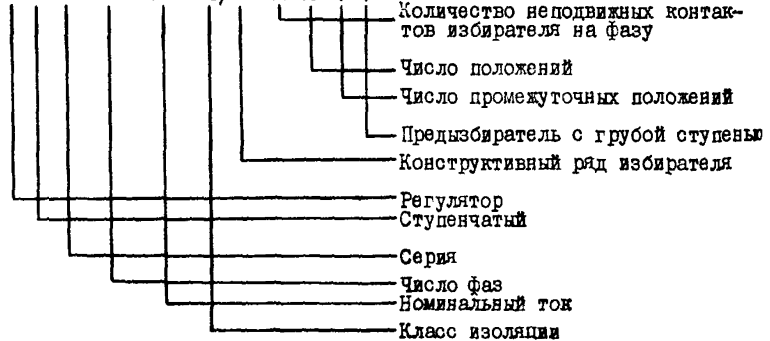 Количество неподвижных контак-
тов избирателя на фазу
Число положений
Число промежуточных положений
Предызбиратель с грубой ступенью
Конструктивный ряд избирателя
Регулятор
Ступенчатый
Серия
Число фаз
Номинальный ток
Класс изоляции